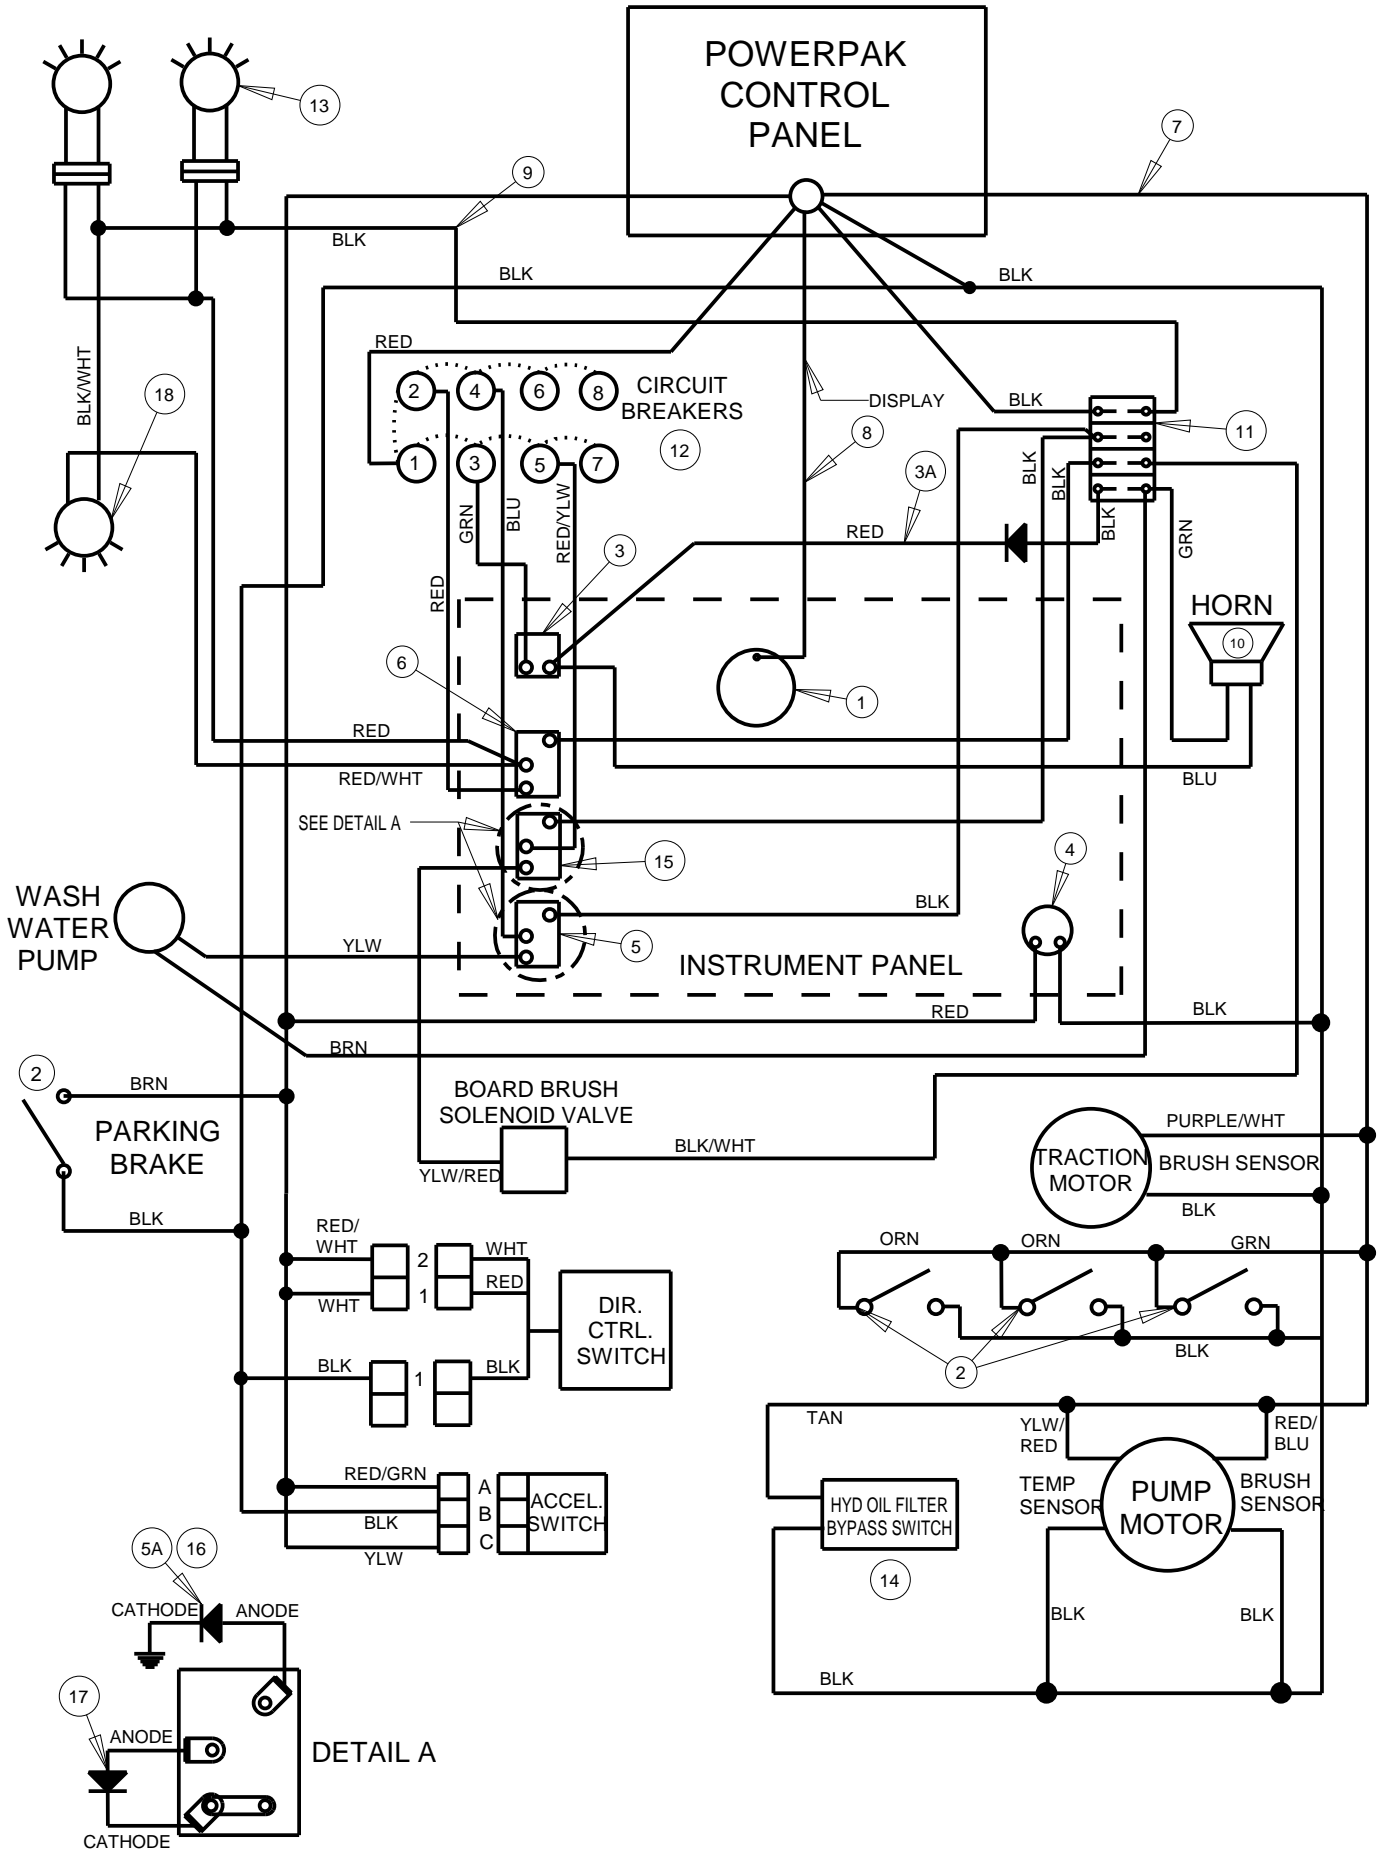 POWERPAK
CONTROL
PANEL
13
7
9
BLK
BLK
BLK
RED
BLK/WHT
18
2
4
6
8
CIRCUIT
BREAKERS
12
1
3
5
7
DISPLAY
8
BLK
11
3A
BLK
BLK
BLK
GRN
GRN
BLU
RED/YLW
RED
RED
3
HORN
10
6
1
RED
RED/WHT
BLU
SEE DETAIL A
15
4
BLK
5
WASH
WATER
PUMP
YLW
INSTRUMENT PANEL
RED
BLK
BRN
2
BRN
PARKING
BRAKE
BLK
BOARD BRUSH
SOLENOID VALVE
YLW/RED
BLK/WHT
PURPLE/WHT
TRACTION
MOTOR
BRUSH SENSOR
BLK
RED/
WHT
2
WHT
RED
WHT
1
DIR.
CTRL.
SWITCH
BLK
1
BLK
ORN
ORN
GRN
2
BLK
TAN
YLW/
RED
RED/
BLU
TEMP
SENSOR
PUMP
MOTOR
BRUSH
SENSOR
HYD OIL FILTER
BYPASS SWITCH
14
BLK
BLK
BLK
RED/GRN
A
B
C
ACCEL.
SWITCH
BLK
YLW
5A
16
CATHODE
ANODE
17
ANODE
CATHODE
DETAIL A